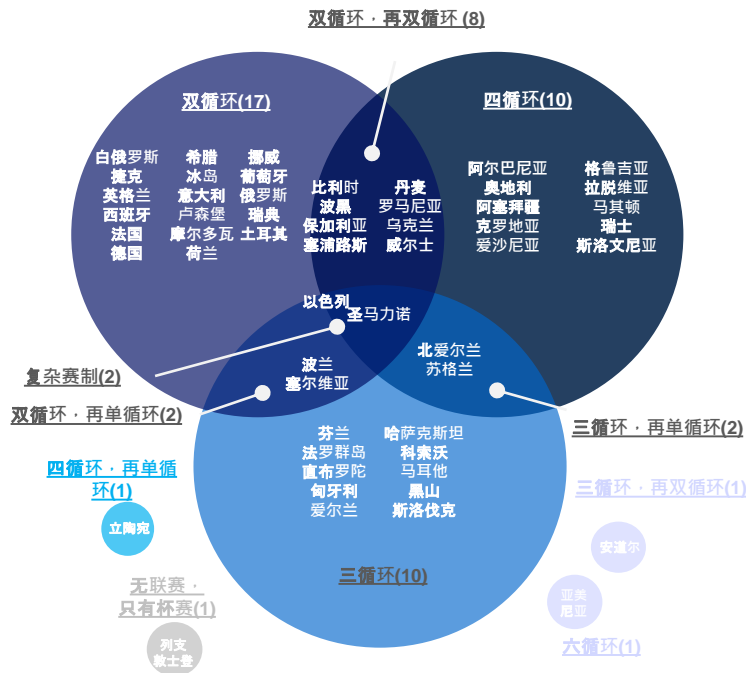 双循环·再双循环 (8)
双循环(17)
四循环(10)
白俄罗斯 希腊 挪威
捷克 冰岛 葡萄牙
英格兰 意大利 俄罗斯
西班牙 卢森堡 瑞典
法国 摩尔多瓦 土耳其
德国 荷兰
比利时 丹麦
波黑 罗马尼亚
保加利亚 乌克兰
塞浦路斯 威尔士
阿尔巴尼亚 格鲁吉亚
奥地利 拉脱维亚
阿塞拜疆 马其顿
克罗地亚 瑞士
爱沙尼亚 斯洛文尼亚
以色列
圣马力诺
波兰
塞尔维亚
北爱尔兰
苏格兰
复杂赛制(2)
双循环·再单循环(2)
三循环·再单循环(2)
芬兰 哈萨克斯坦
法罗群岛 科索沃
直布罗陀 马耳他
匈牙利 黑山
爱尔兰 斯洛伐克
三循环(10)
四循环·再单循
环(1)
立陶宛
三循环·再双循环(1)
安道尔
无联赛·
只有杯赛(1)
列支
敦士登
亚美
尼亚
六循环(1)